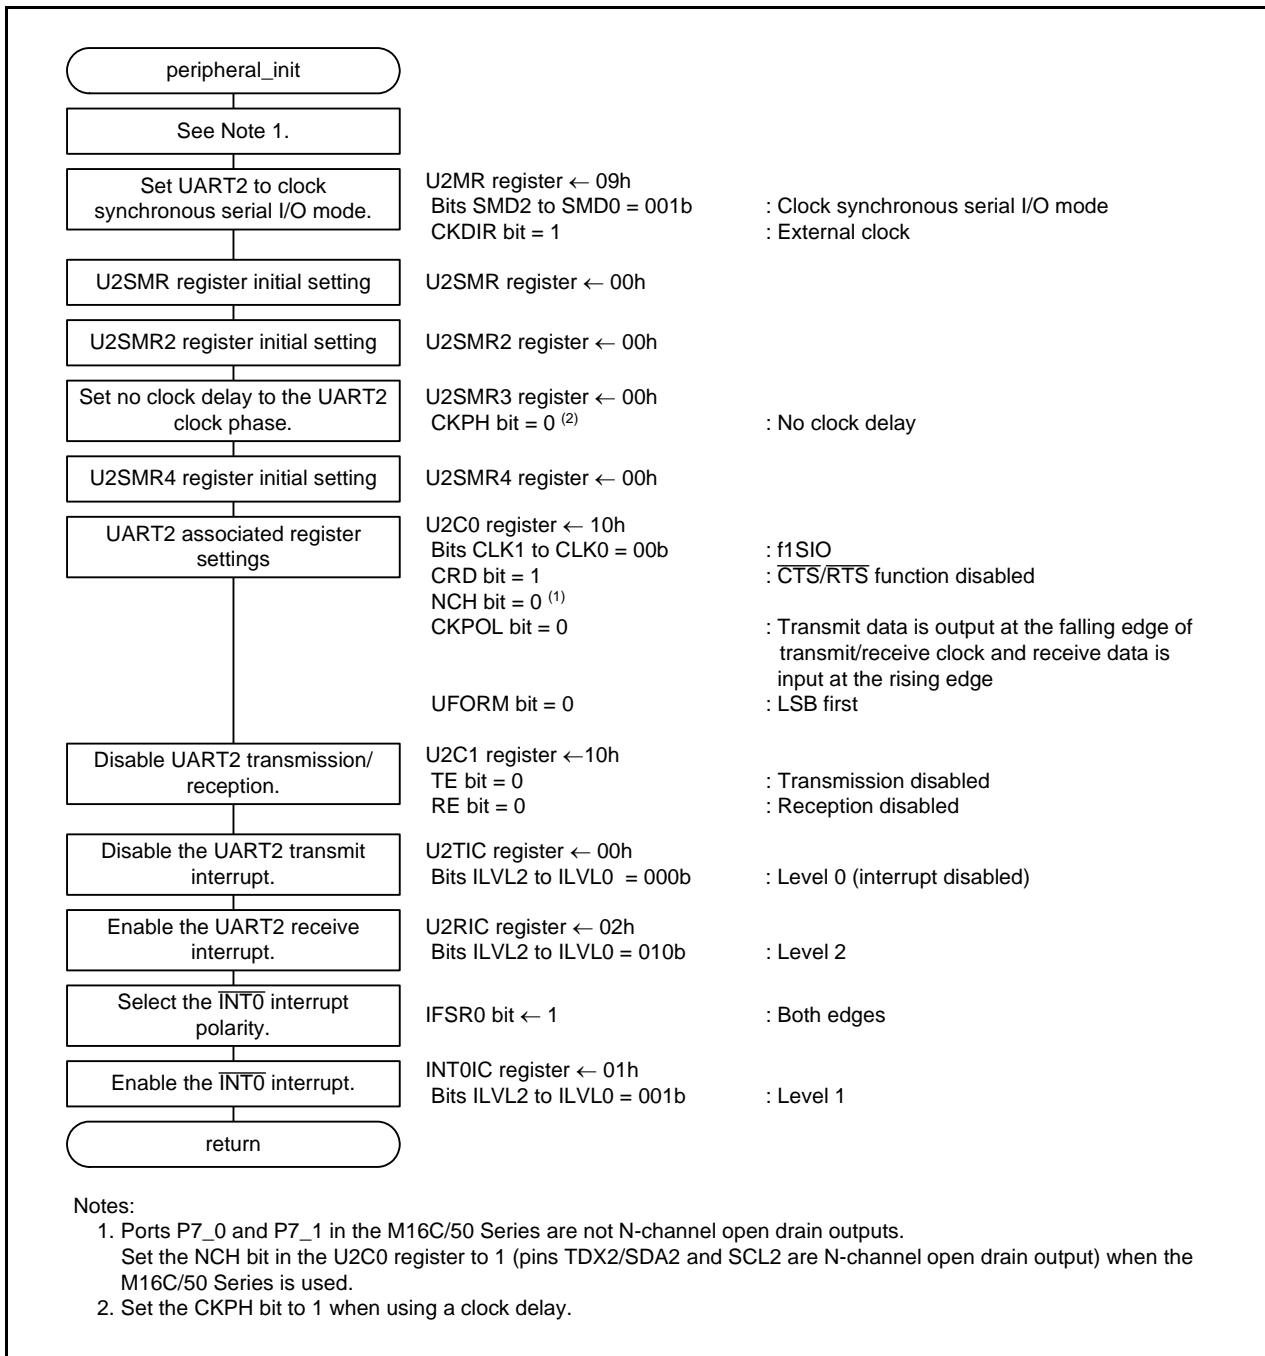 peripheral_init
See Note 1.
Set UART2 to clock
synchronous serial I/O mode.
U2MR register ← 09h
Bits SMD2 to SMD0 = 001b : Clock synchronous serial I/O mode
CKDIR bit = 1 : External clock
U2SMR register initial setting
U2SMR register ← 00h
U2SMR2 register initial setting
U2SMR2 register ← 00h
Set no clock delay to the UART2
clock phase.
U2SMR3 register ← 00h
CKPH bit = 0 (2) : No clock delay
U2SMR4 register initial setting
U2SMR4 register ← 00h
UART2 associated register
settings
U2C0 register ← 10h
Bits CLK1 to CLK0 = 00b : f1SIO
CRD bit = 1 : CTS/RTS function disabled
NCH bit = 0 (1)
CKPOL bit = 0 : Transmit data is output at the falling edge of
transmit/receive clock and receive data is
input at the rising edge
UFORM bit = 0 : LSB first
Disable UART2 transmission/
reception.
U2C1 register ←10h
TE bit = 0 : Transmission disabled
RE bit = 0 : Reception disabled
Disable the UART2 transmit
interrupt.
U2TIC register ← 00h
Bits ILVL2 to ILVL0 = 000b : Level 0 (interrupt disabled)
Enable the UART2 receive
interrupt.
U2RIC register ← 02h
Bits ILVL2 to ILVL0 = 010b : Level 2
Select the INT0 interrupt
polarity.
IFSR0 bit ← 1 : Both edges
Enable the INT0 interrupt.
INT0IC register ← 01h
Bits ILVL2 to ILVL0 = 001b : Level 1
return
Notes:
1. Ports P7_0 and P7_1 in the M16C/50 Series are not N-channel open drain outputs.
Set the NCH bit in the U2C0 register to 1 (pins TDX2/SDA2 and SCL2 are N-channel open drain output) when the
M16C/50 Series is used.
2. Set the CKPH bit to 1 when using a clock delay.